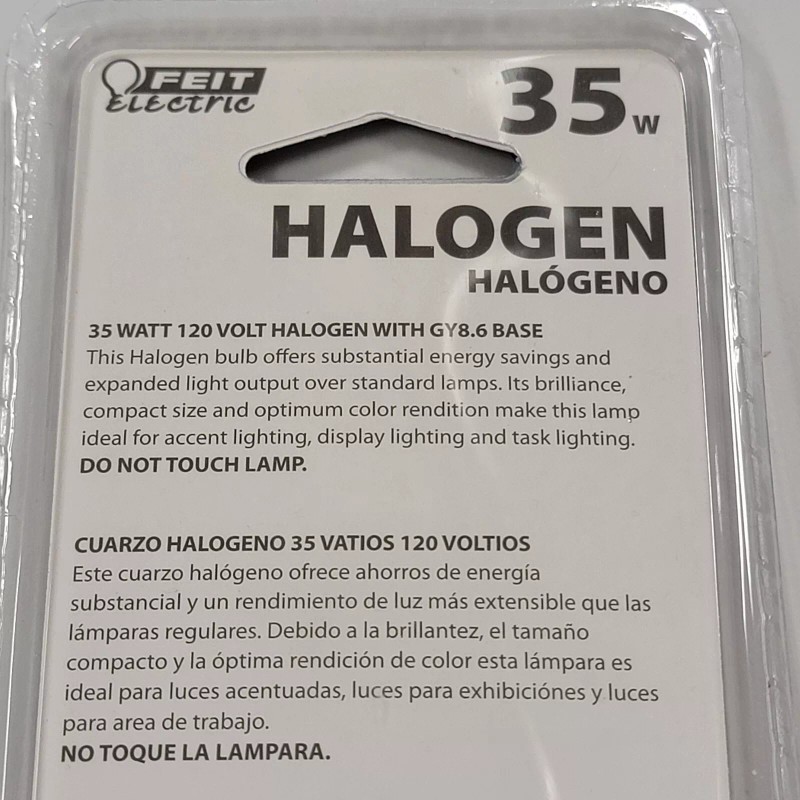 FEIT
Electric
35W
HALOGEN
HALÓGENO
35 WATT 120 VOLT HALOGEN WITH GY8.6 BASE
This Halogen bulb offers substantial energy savings and
expanded light output over standard lamps. Its brilliance,
compact size and optimum color rendition make this lamp
ideal for accent lighting, display lighting and task lighting.
DO NOT TOUCH LAMP.
CUARZO HALOGENO 35 VATIOS 120 VOLTIOS
Este cuarzo halógeno ofrece ahorros de energía
substancial y un rendimiento de luz más extensible que las
lámparas regulares. Debido a la brillantez, el tamaño
compacto y la óptima rendición de color esta lámpara es
ideal para luces acentuadas, luces para exhibiciónes y luces
para area de trabajo.
NO TOQUE LA LAMPARA.